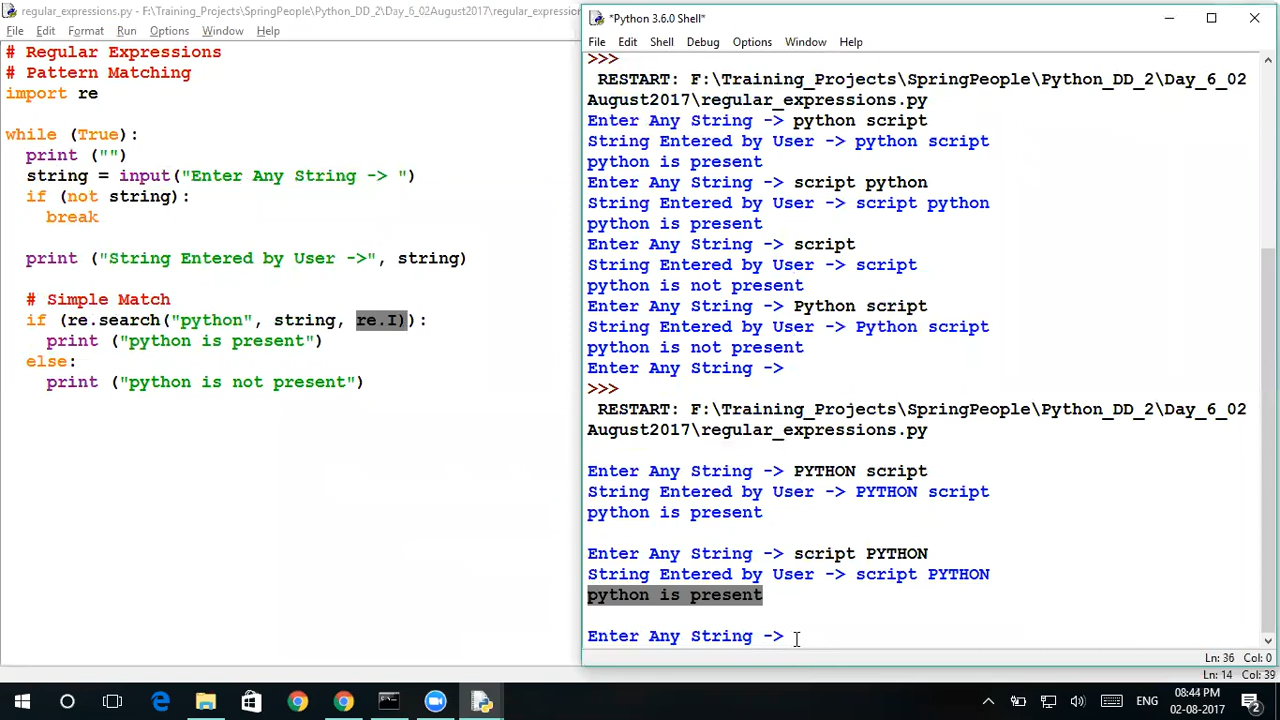 regular_expressions.py - F:\Training_Projects\SpringPeople\Python_DD_2\Day_6_02August2017\regular_expression
File Edit Format Run Options Window Help
# Regular Expressions
# Pattern Matching
import re
while (True):
print ("")
string = input("Enter Any String -> ")
if (not string):
break
print ("String Entered by User ->", string)
# Simple Match
if (re.search("python", string, re.I)):
print ("python is present")
else:
print ("python is not present")
*Python 3.6.0 Shell*
File Edit Shell Debug Options Window Help
>>>
RESTART: F:\Training_Projects\SpringPeople\Python_DD_2\Day_6_02
August2017\regular_expressions.py
Enter Any String -> python script
String Entered by User -> python script
python is present
Enter Any String -> script python
String Entered by User -> script python
python is present
Enter Any String -> script
String Entered by User -> script
python is not present
Enter Any String -> Python script
String Entered by User -> Python script
python is not present
Enter Any String ->
>>>
RESTART: F:\Training_Projects\SpringPeople\Python_DD_2\Day_6_02
August2017\regular_expressions.py
Enter Any String -> PYTHON script
String Entered by User -> PYTHON script
python is present
Enter Any String -> script PYTHON
String Entered by User -> script PYTHON
python is present
Enter Any String ->
Ln: 36 Col: 0
Ln: 14 Col: 39
ENG
08:44 PM
02-08-2017
2